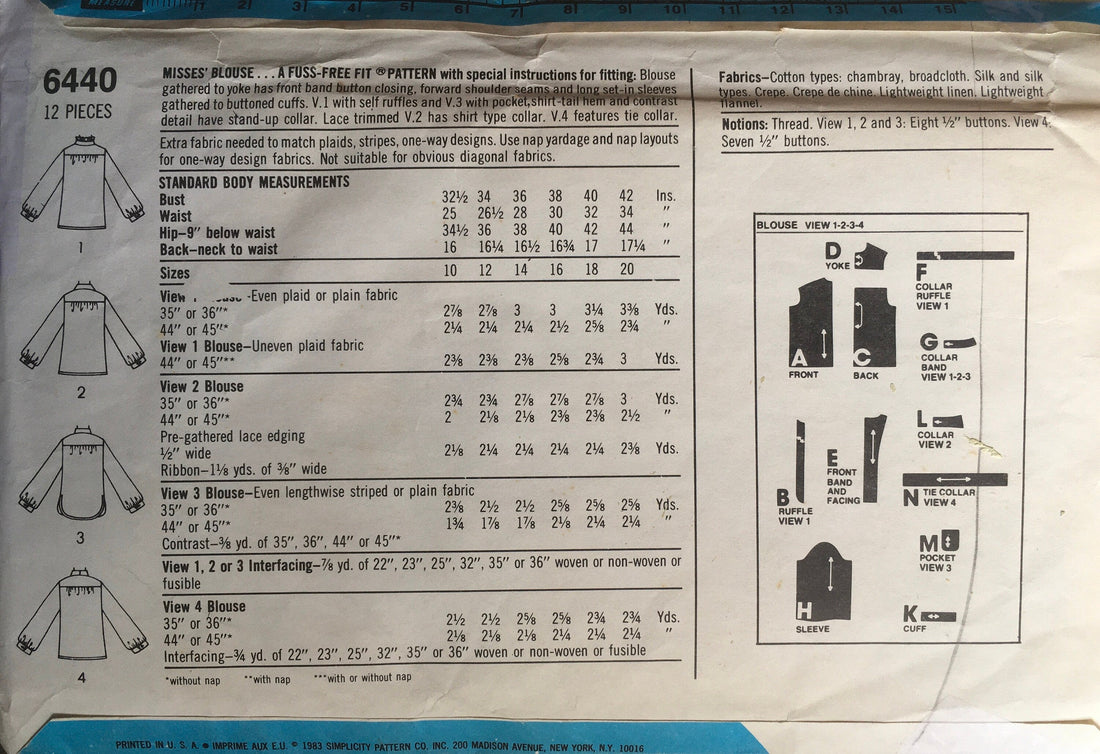 MEASURE 1 2 3 4 5 6 7 8 9 10 11 12 13 14 15
6440
12 PIECES
1
2
3
4
MISSES' BLOUSE . . . A FUSS-FREE FIT ® PATTERN with special instructions for fitting: Blouse
gathered to yoke has front band button closing, forward shoulder seams and long set-in sleeves
gathered to buttoned cuffs. V.1 with self ruffles and V.3 with pocket, shirt-tail hem and contrast
detail have stand-up collar. Lace trimmed V.2 has shirt type collar. V.4 features tie collar.
Extra fabric needed to match plaids, stripes, one-way designs. Use nap yardage and nap layouts
for one-way design fabrics. Not suitable for obvious diagonal fabrics.
STANDARD BODY MEASUREMENTS
Bust 32½ 34 36 38 40 42 Ins.
Waist 25 26½ 28 30 32 34 "
Hip–9" below waist 34½ 36 38 40 42 44 "
Back–neck to waist 16 16¼ 16½ 16¾ 17 17¼ "
Sizes 10 12 14 16 18 20
View -Even plaid or plain fabric
35" or 36"* 2⅞ 2⅞ 3 3 3¼ 3⅜ Yds.
44" or 45"* 2¼ 2¼ 2¼ 2½ 2⅝ 2¾ "
View 1 Blouse–Uneven plaid fabric
44" or 45"** 2⅜ 2⅜ 2⅜ 2⅝ 2¾ 3 Yds.
View 2 Blouse
35" or 36"* 2¾ 2¾ 2⅞ 2⅞ 2⅞ 3 Yds.
44" or 45"* 2 2⅛ 2⅛ 2⅜ 2⅜ 2½ "
Pre-gathered lace edging
½" wide 2⅛ 2¼ 2¼ 2¼ 2¼ 2⅜ Yds.
Ribbon–1⅛ yds. of ⅜" wide
View 3 Blouse–Even lengthwise striped or plain fabric
35" or 36"* 2⅜ 2½ 2½ 2⅝ 2⅝ 2⅝ Yds.
44" or 45"* 1¾ 1⅞ 1⅞ 2⅛ 2¼ 2¼ "
Contrast–⅜ yd. of 35", 36", 44" or 45"*
View 1, 2 or 3 Interfacing–⅞ yd. of 22", 23", 25", 32", 35" or 36" woven or non-woven or
fusible
View 4 Blouse
35" or 36"* 2½ 2½ 2⅝ 2⅝ 2¾ 2¾ Yds.
44" or 45"* 2⅛ 2⅛ 2⅛ 2¼ 2¼ 2¼ "
Interfacing–¾ yd. of 22", 23", 25", 32", 35" or 36" woven or non-woven or fusible
*without nap **with nap ***with or without nap
Fabrics–Cotton types: chambray, broadcloth. Silk and silk
types. Crepe. Crepe de chine. Lightweight linen. Lightweight
flannel.
Notions: Thread. View 1, 2 and 3: Eight ½" buttons. View 4:
Seven ½" buttons.
BLOUSE VIEW 1-2-3-4
D
YOKE
F
COLLAR
RUFFLE
VIEW 1
A
FRONT
C
BACK
G
COLLAR
BAND
VIEW 1-2-3
L
COLLAR
VIEW 2
B
RUFFLE
VIEW 1
E
FRONT
BAND
AND
FACING
N TIE COLLAR
VIEW 4
M
POCKET
VIEW 3
H
SLEEVE
K
CUFF
PRINTED IN U. S. A. ● IMPRIME AUX E.U. © 1983 SIMPLICITY PATTERN CO. INC. 200 MADISON AVENUE, NEW YORK, N.Y. 10016